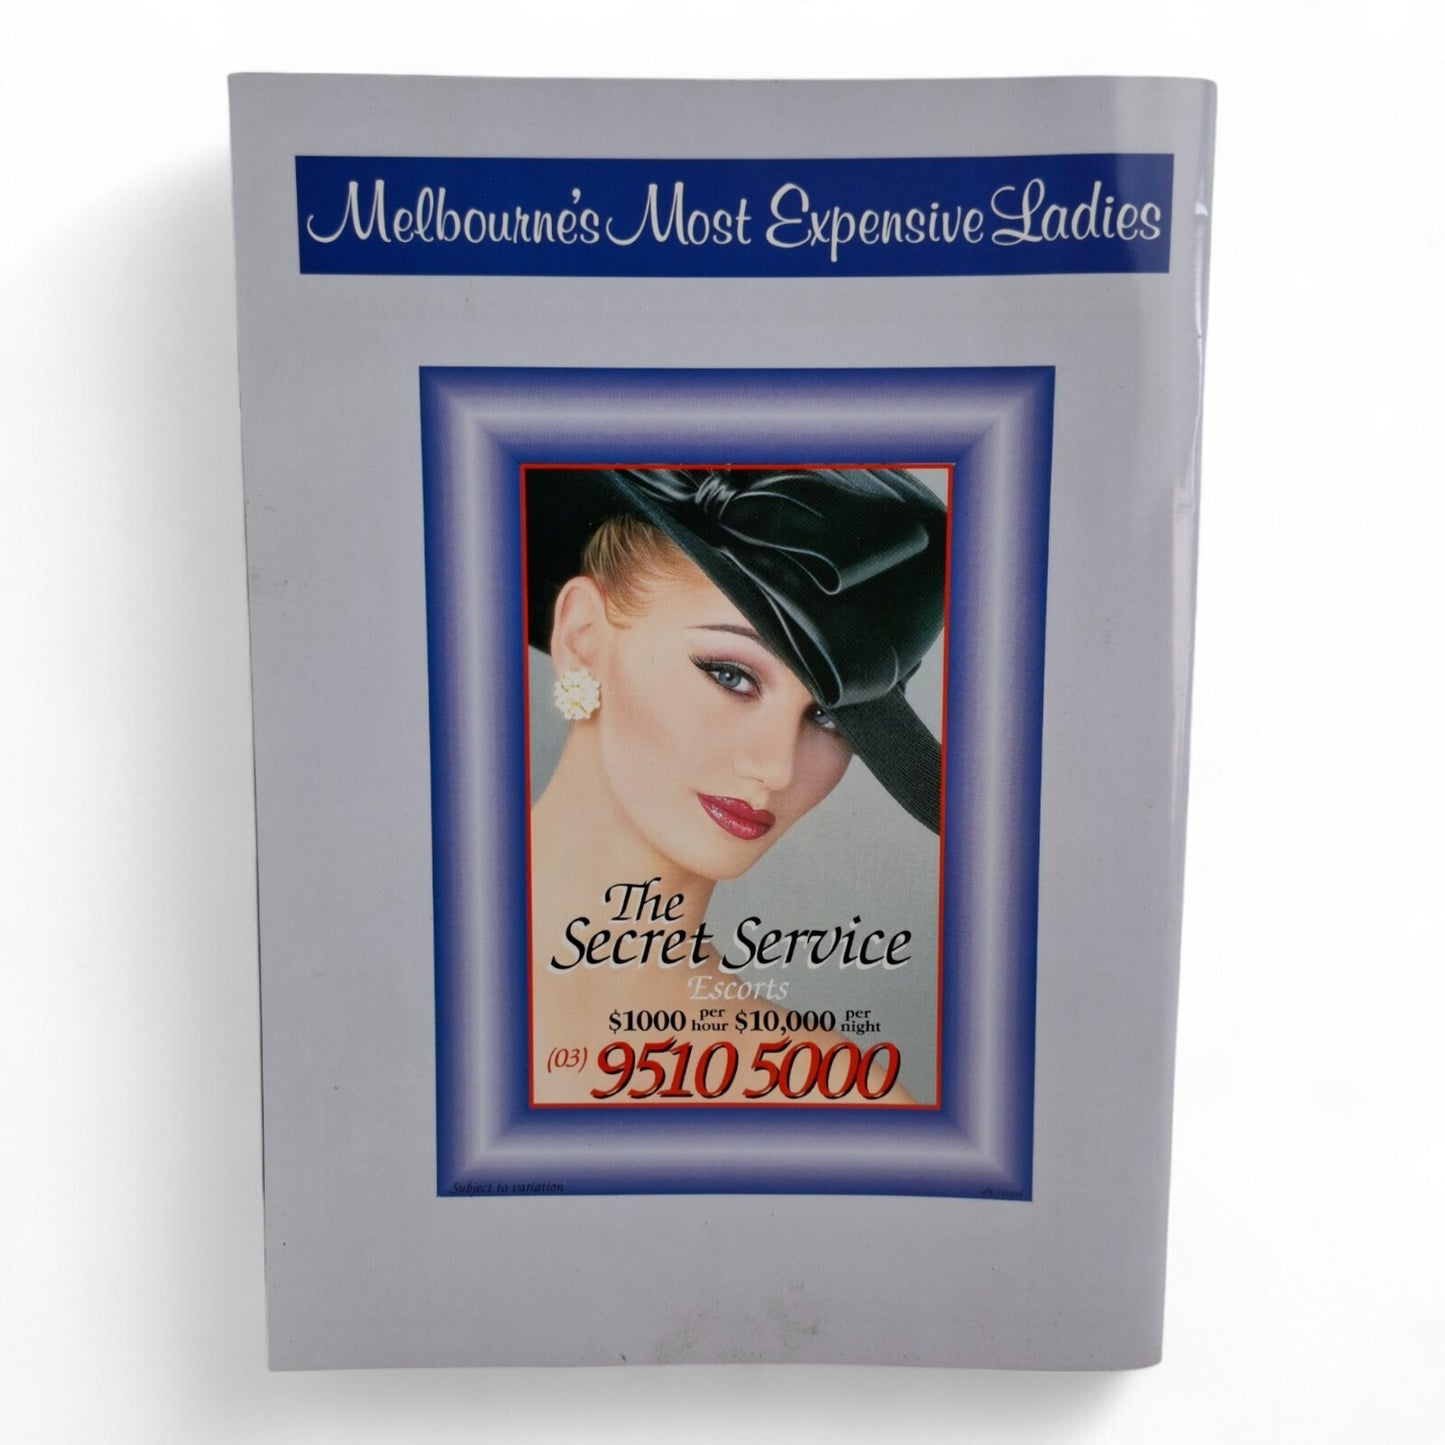 Melbourne's Most Expensive Ladies
The
Secret Service
Escorts
$1000 per hour $10,000 per night
(03) 9510 5000
Subject to variation